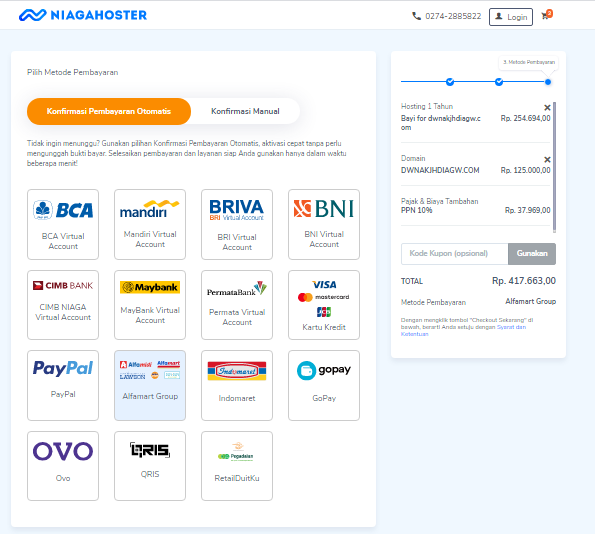 NIAGAHOSTER
0274-2885822
Login
2
Pilih Metode Pembayaran
Konfirmasi Pembayaran Otomatis
Konfirmasi Manual
Tidak ingin menunggu? Gunakan pilihan Konfirmasi Pembayaran Otomatis, aktivasi cepat tanpa perlu
mengunggah bukti bayar. Selesaikan pembayaran dan layanan siap Anda gunakan hanya dalam waktu
beberapa menit!
BCA
BCA Virtual
Account
mandiri
Mandiri Virtual
Account
BRIVA
BRI Virtual Account
BRI Virtual
Account
BNI
BNI Virtual
Account
CIMB BANK
CIMB NIAGA
Virtual Account
Maybank
MayBank Virtual
Account
PermataBank
Permata Virtual
Account
VISA
mastercard
JCB
Kartu Kredit
PayPal
PayPal
Alfamidi
Alfamart
LAWSON
Alfamart Group
Indomaret
Indomaret
gopay
GoPay
OVO
Ovo
QRIS
QRIS
Pegadaian
RetailDuitKu
3. Metode Pembayaran
Hosting 1 Tahun
Bayi for dwnakjhdiagw.c
om
Rp. 254.694,00
Domain
DWNAKJHDIAGW.COM
Rp. 125.000,00
Pajak & Biaya Tambahan
PPN 10%
Rp. 37.969,00
Kode Kupon (opsional)
Gunakan
TOTAL
Rp. 417.663,00
Metode Pembayaran
Alfamart Group
Dengan mengklik tombol "Checkout Sekarang" di
bawah, berarti Anda setuju dengan Syarat dan
Ketentuan